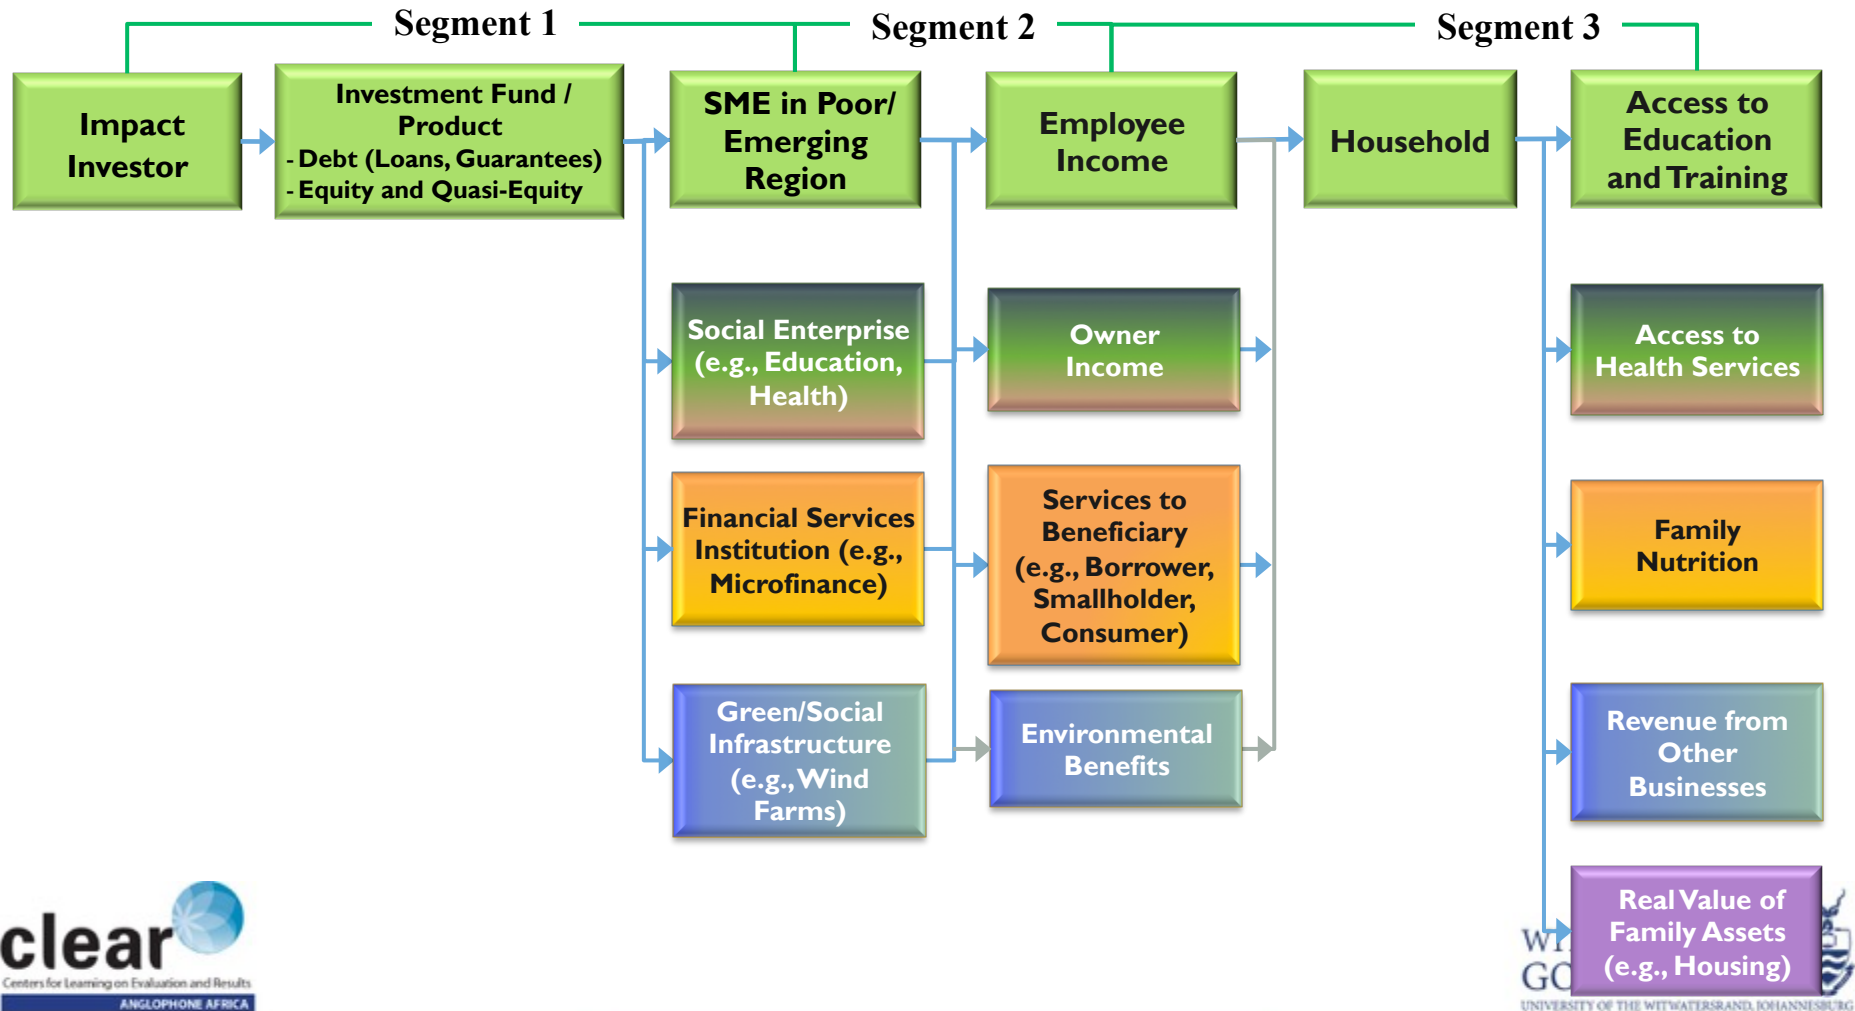 Segment 1
Segment 2
Segment 3
Impact
Investor
Investment Fund /
Product
- Debt (Loans, Guarantees)
- Equity and Quasi-Equity
SME in Poor/
Emerging
Region
Employee
Income
Household
Access to
Education
and Training
Social Enterprise
(e.g., Education,
Health)
Owner
Income
Access to
Health Services
Financial Services
Institution (e.g.,
Microfinance)
Services to
Beneficiary
(e.g., Borrower,
Smallholder,
Consumer)
Family
Nutrition
Green/Social
Infrastructure
(e.g., Wind
Farms)
Environmental
Benefits
Revenue from
Other
Businesses
Real Value of
Family Assets
(e.g., Housing)
clear
Centers for Learning on Evaluation and Results
ANGLOPHONE AFRICA
UNIVERSITY OF THE WITWATERSRAND, JOHANNESBURG